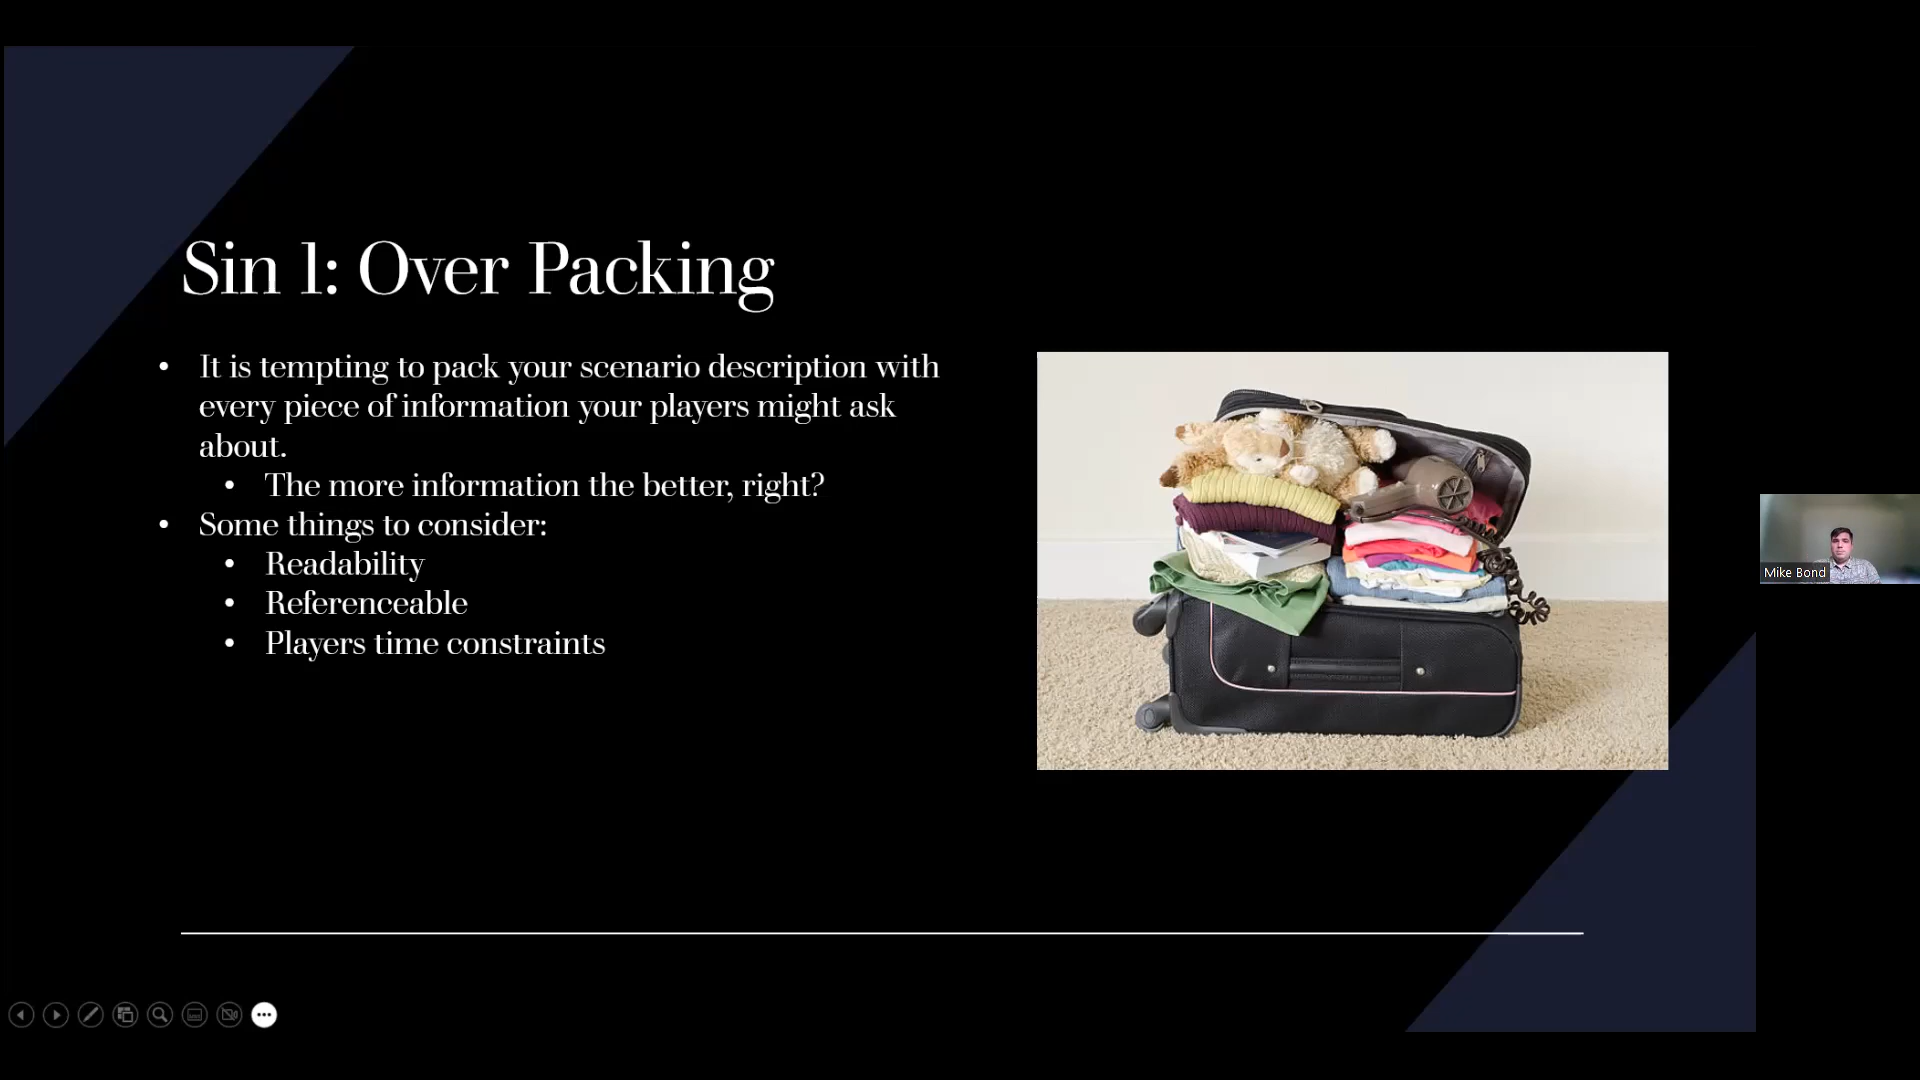 Sin 1: Over Packing
• It is tempting to pack your scenario description with
every piece of information your players might ask
about.
• The more information the better, right?
• Some things to consider:
• Readability
• Referenceable
• Players time constraints
Mike Bond